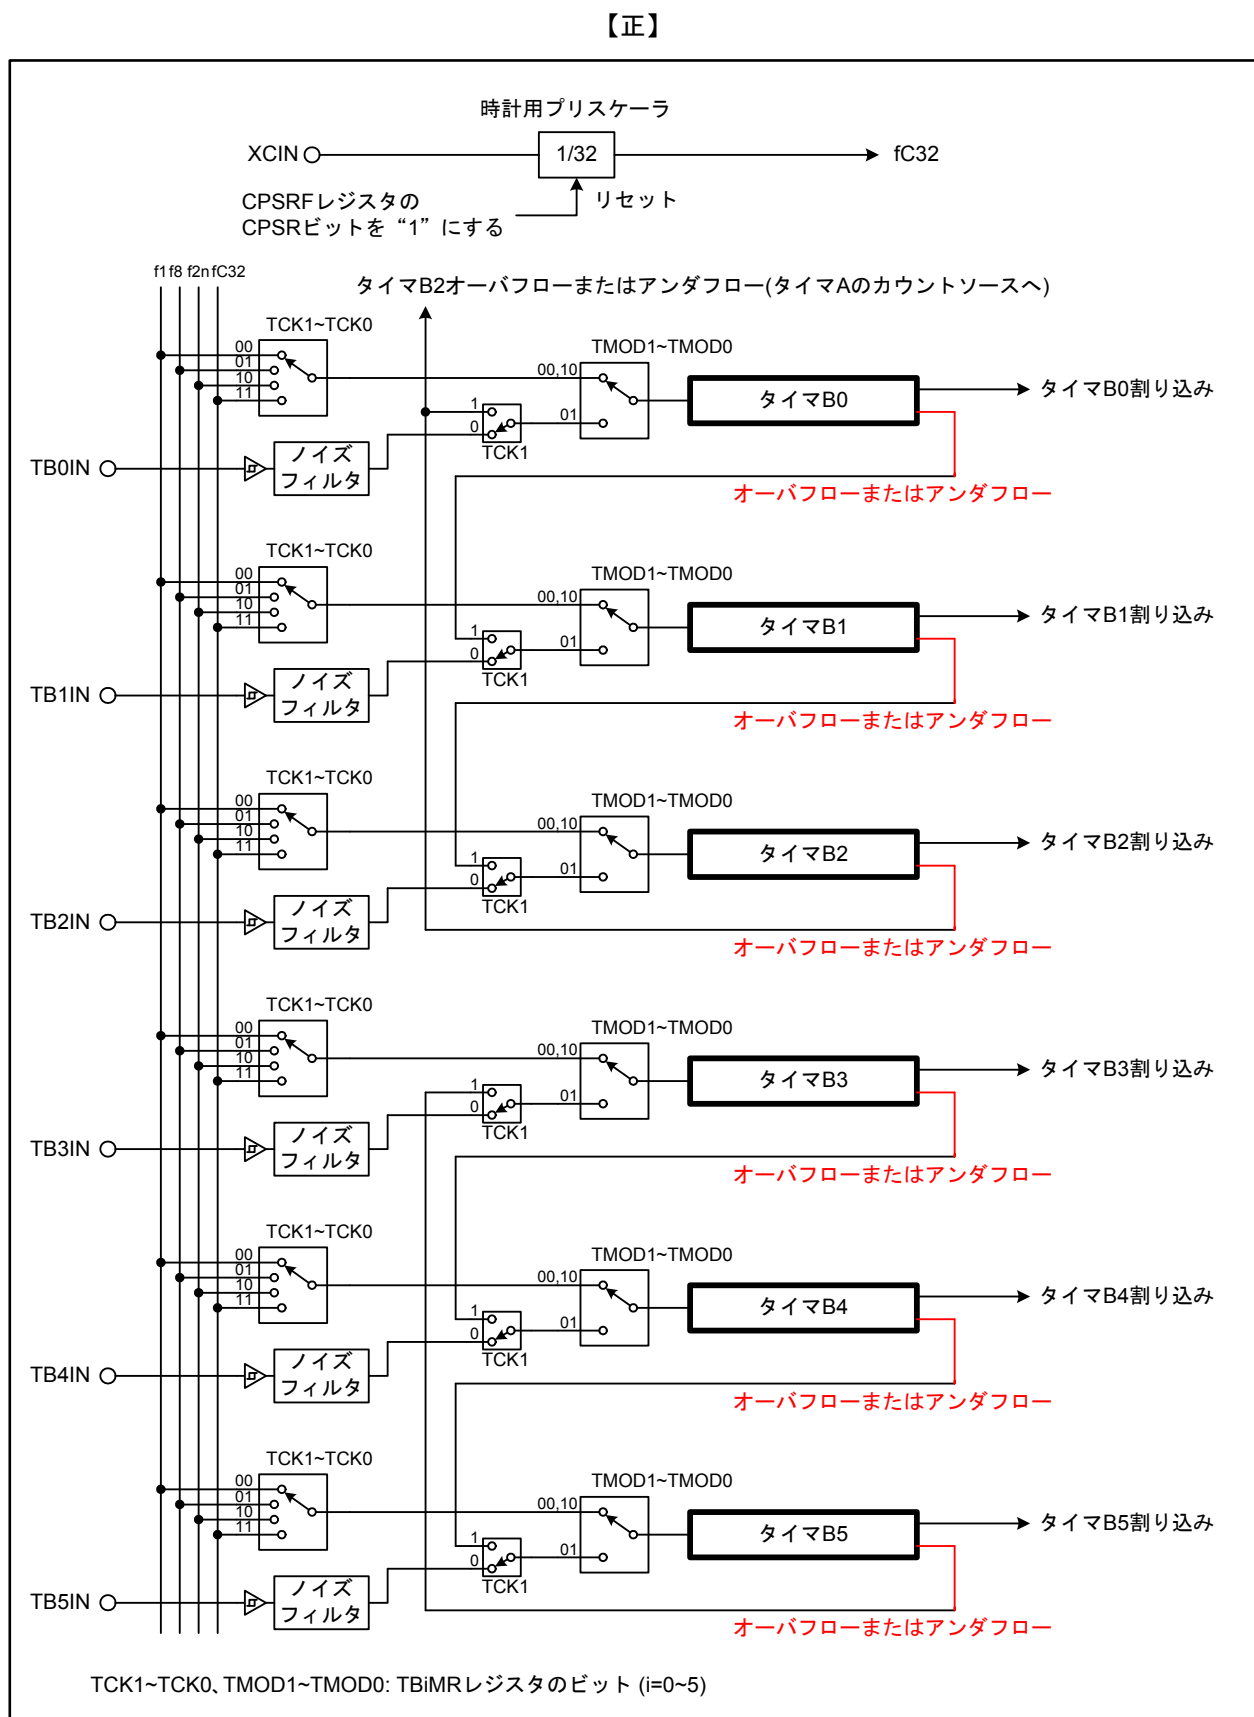 【正】
時計用プリスケーラ
XCIN
1/32
fC32
CPSRFレジスタの
CPSRビットを“1”にする
リセット
f1 f8 f2n fC32
タイマB2オーバフローまたはアンダフロー(タイマAのカウントソースへ)
TCK1~TCK0
00
01
10
11
TMOD1~TMOD0
00,10
01
1
0
TCK1
タイマB0
タイマB0割り込み
TB0IN
ノイズ
フィルタ
オーバフローまたはアンダフロー
TCK1~TCK0
00
01
10
11
TMOD1~TMOD0
00,10
01
1
0
TCK1
タイマB1
タイマB1割り込み
TB1IN
ノイズ
フィルタ
オーバフローまたはアンダフロー
TCK1~TCK0
00
01
10
11
TMOD1~TMOD0
00,10
01
1
0
TCK1
タイマB2
タイマB2割り込み
TB2IN
ノイズ
フィルタ
オーバフローまたはアンダフロー
TCK1~TCK0
00
01
10
11
TMOD1~TMOD0
00,10
01
1
0
TCK1
タイマB3
タイマB3割り込み
TB3IN
ノイズ
フィルタ
オーバフローまたはアンダフロー
TCK1~TCK0
00
01
10
11
TMOD1~TMOD0
00,10
01
1
0
TCK1
タイマB4
タイマB4割り込み
TB4IN
ノイズ
フィルタ
オーバフローまたはアンダフロー
TCK1~TCK0
00
01
10
11
TMOD1~TMOD0
00,10
01
1
0
TCK1
タイマB5
タイマB5割り込み
TB5IN
ノイズ
フィルタ
オーバフローまたはアンダフロー
TCK1~TCK0、TMOD1~TMOD0: TBiMRレジスタのビット (i=0~5)